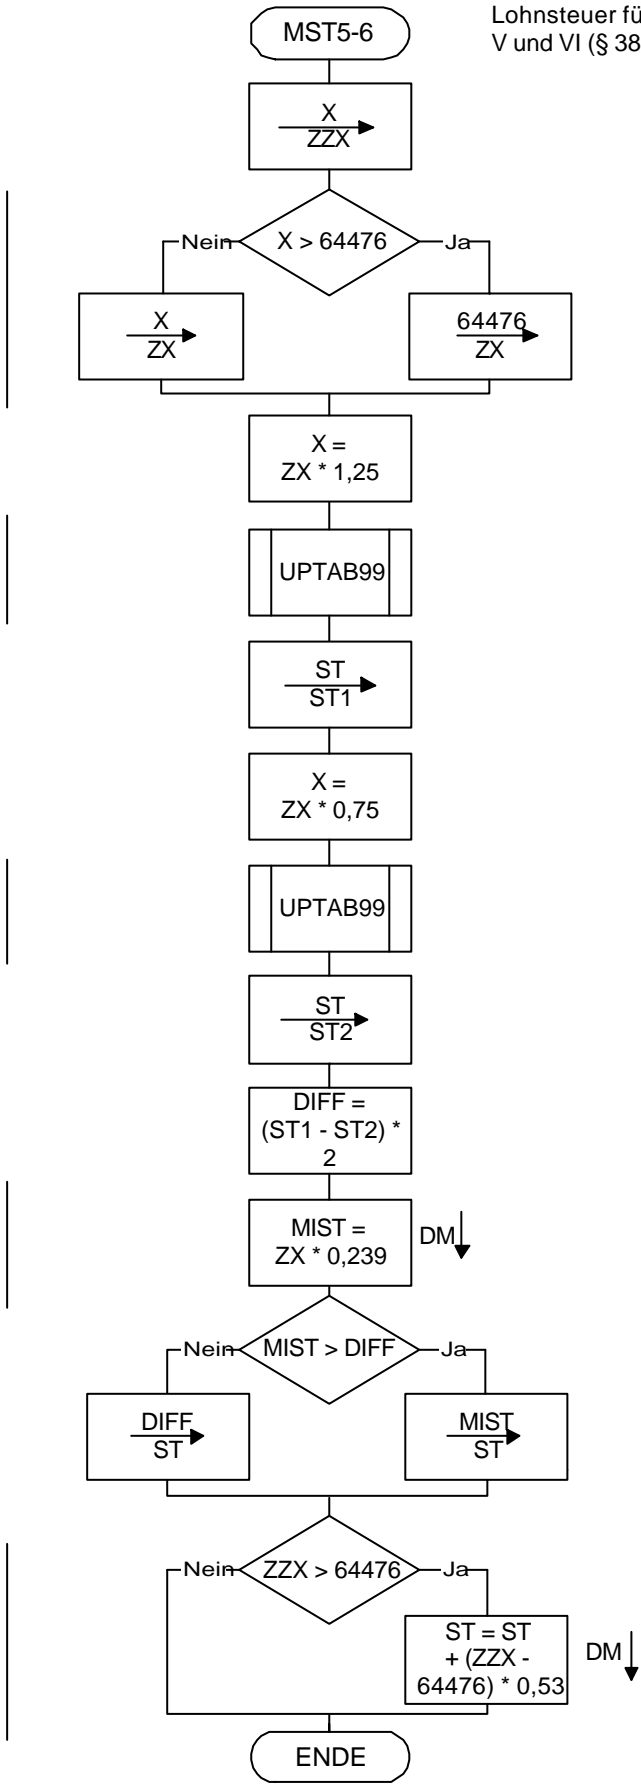 MST5-6
Lohnsteuer fü
V und VI (§ 38
X
ZZX
Nein
X > 64476
Ja
X
ZX
64476
ZX
X =
ZX * 1,25
UPTAB99
ST
ST1
X =
ZX * 0,75
UPTAB99
ST
ST2
DIFF =
(ST1 - ST2) *
2
MIST =
ZX * 0,239
DM
Nein
MIST > DIFF
Ja
DIFF
ST
MIST
ST
Nein
ZZX > 64476
Ja
ST = ST
+ (ZZX -
64476) * 0,53
DM
ENDE